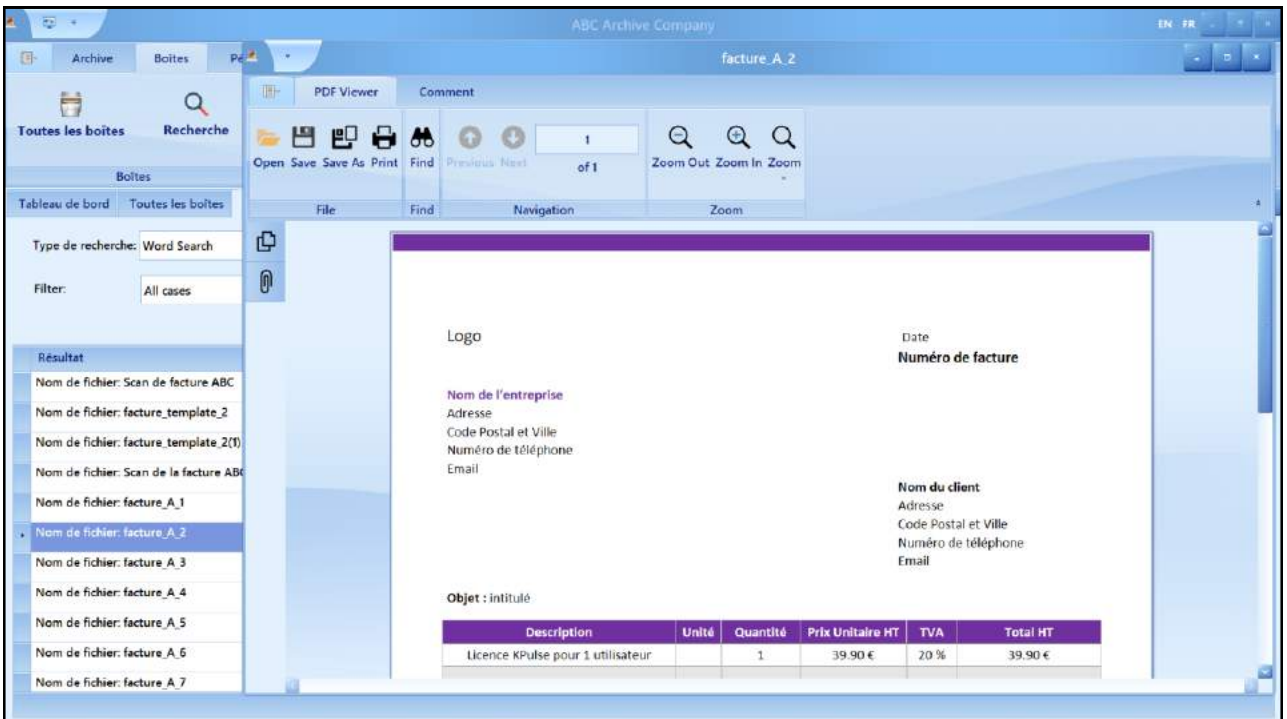 ABC Archive Company
EN FR
Archive Boîtes Pé
facture_A_2
Toutes les boîtes Recherche
Boîtes
Tableau de bord Toutes les boîtes
Type de recherche: Word Search
Filter: All cases
Résultat
Nom de fichier: Scan de facture ABC
Nom de fichier: facture_template_2
Nom de fichier: facture_template_2(1)
Nom de fichier: Scan de la facture ABC
Nom de fichier: facture_A_1
Nom de fichier: facture_A_2
Nom de fichier: facture_A_3
Nom de fichier: facture_A_4
Nom de fichier: facture_A_5
Nom de fichier: facture_A_6
Nom de fichier: facture_A_7
PDF Viewer Comment
Open Save Save As Print Find Previous Next 1 of 1 Zoom Out Zoom In Zoom
File Find Navigation Zoom
Logo
Date
Numéro de facture
Nom de l'entreprise
Adresse
Code Postal et Ville
Numéro de téléphone
Email
Nom du client
Adresse
Code Postal et Ville
Numéro de téléphone
Email
Objet : intitulé
Description Unité Quantité Prix Unitaire HT TVA Total HT
Licence KPulse pour 1 utilisateur 1 39.90 € 20 % 39.90 €